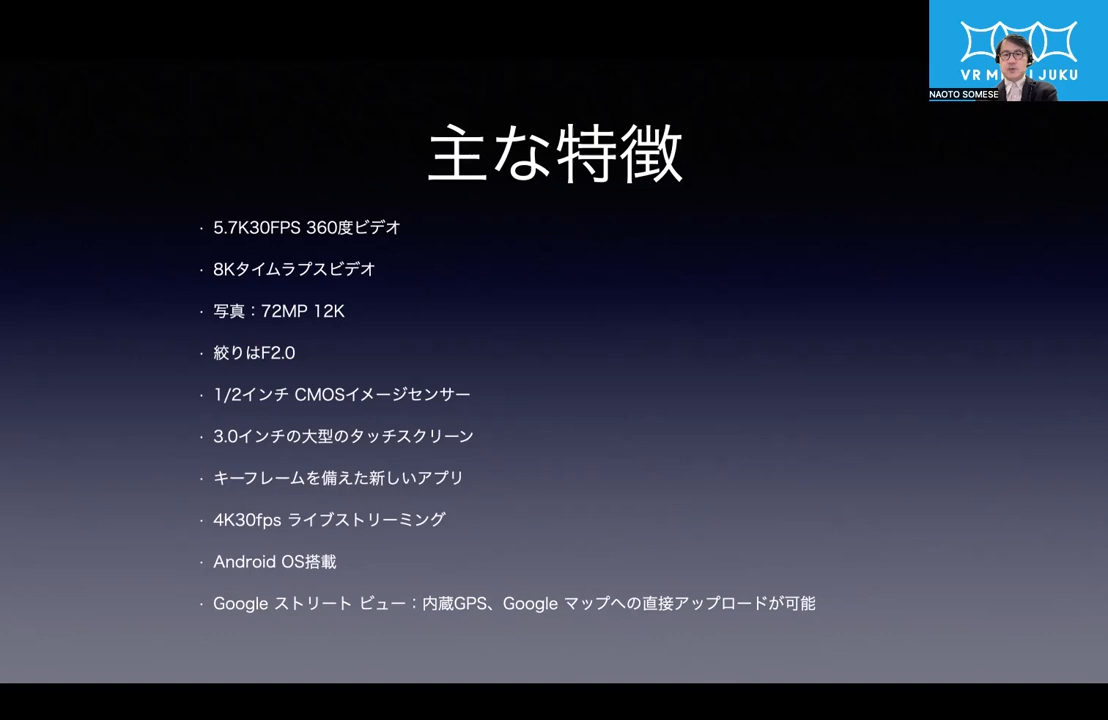 VR M I JUKU
NAOTO SOMESE
主な特徴
· 5.7K30FPS 360度ビデオ
· 8Kタイムラプスビデオ
· 写真：72MP 12K
· 絞りはF2.0
· 1/2インチ CMOSイメージセンサー
· 3.0インチの大型のタッチスクリーン
· キーフレームを備えた新しいアプリ
· 4K30fps ライブストリーミング
· Android OS搭載
· Google ストリート ビュー：内蔵GPS、Google マップへの直接アップロードが可能